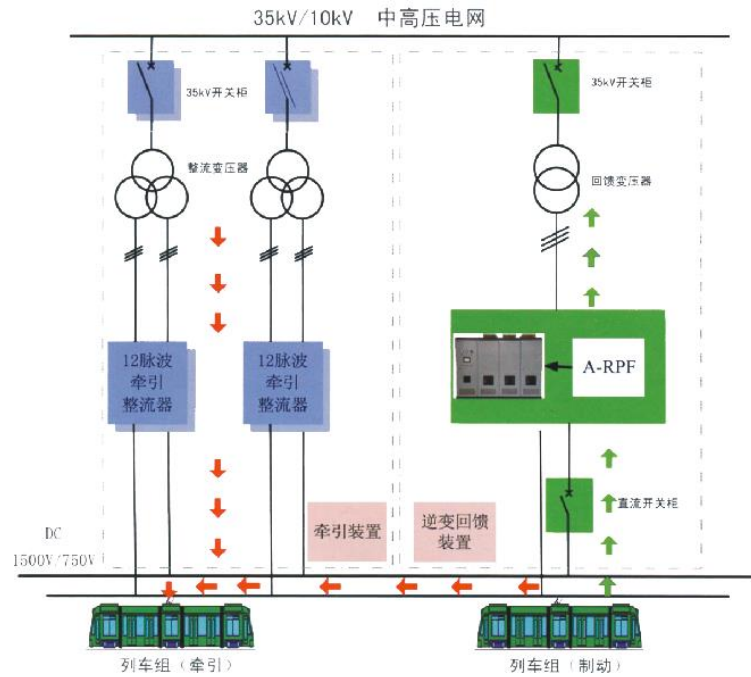 35kV/10kV 中高压电网
35kV开关柜
35kV开关柜
整流变压器
回馈变压器
12脉波
牵引
整流器
12脉波
牵引
整流器
A-RPF
直流开关柜
牵引装置
逆变回馈
装置
DC
1500V/750V
列车组（牵引）
列车组（制动）